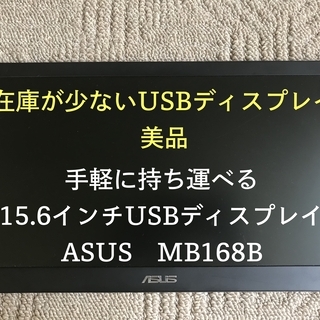 在庫が少ないUSBディスプレイ
美品
手軽に持ち運べる
15.6インチUSBディスプレイ
ASUS MB168B
ASUS